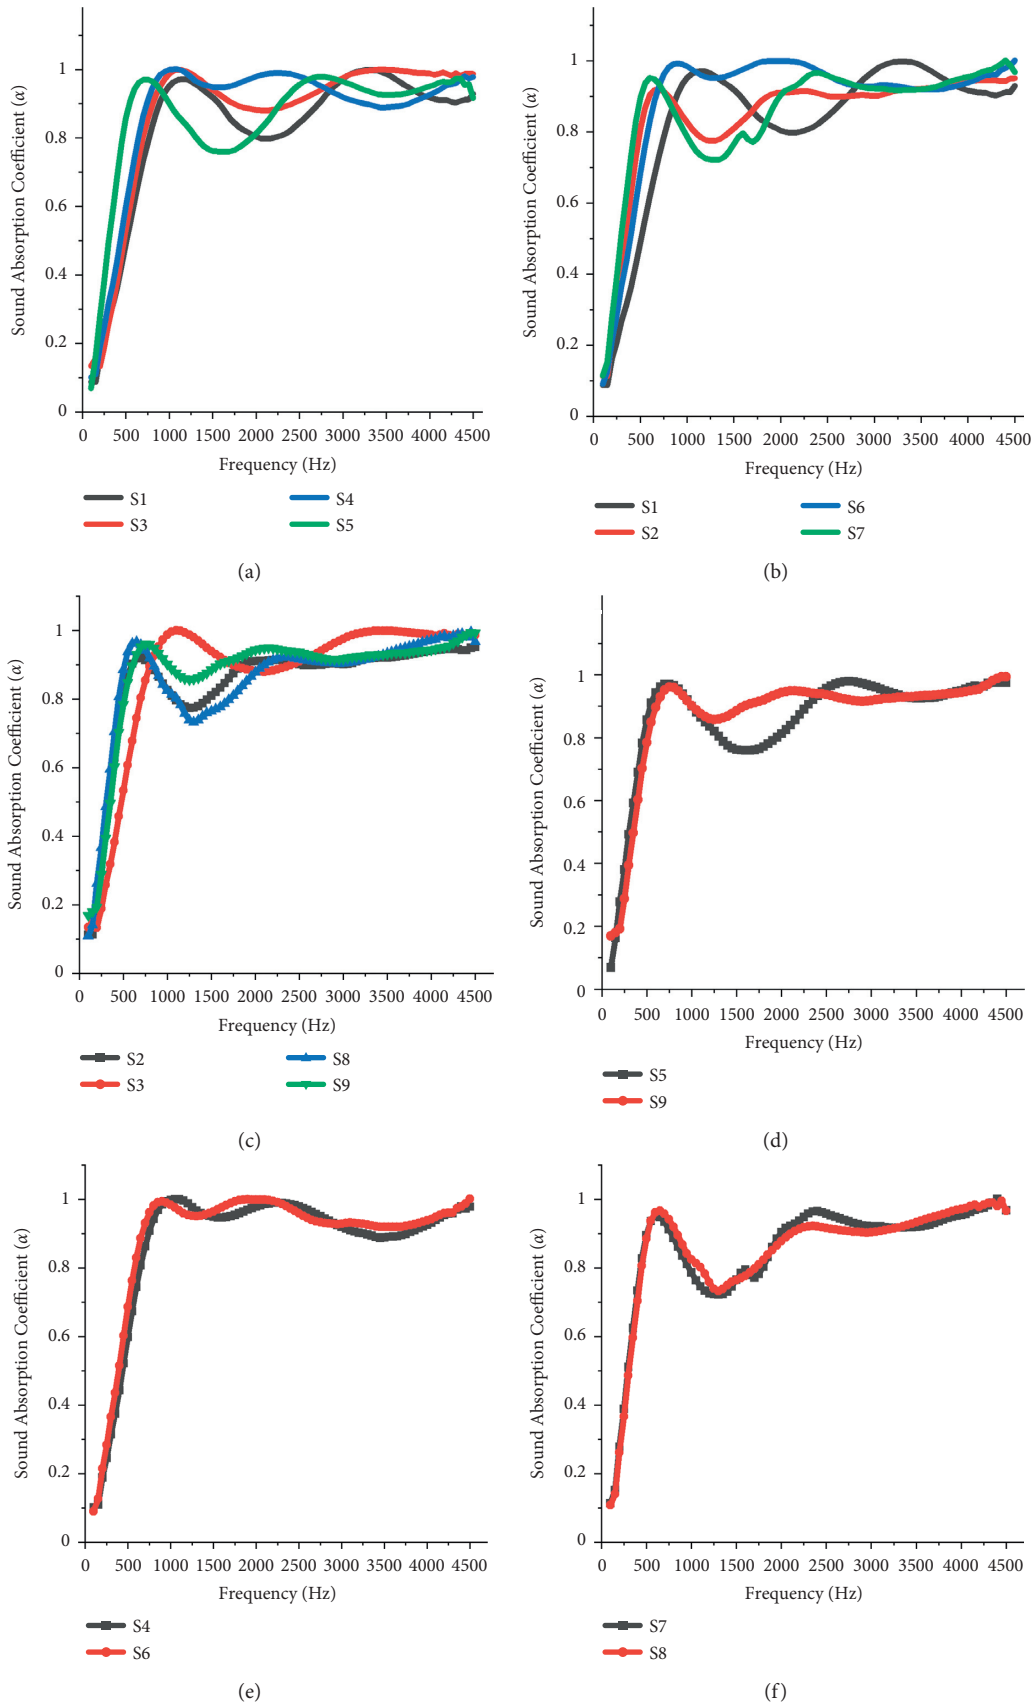 1
0.8
0.6
0.4
0.2
0
Sound Absorption Coefficient (α)
0 500 1000 1500 2000 2500 3000 3500 4000 4500
Frequency (Hz)
S1 S4
S3 S5
(a)
1
0.8
0.6
0.4
0.2
0
Sound Absorption Coefficient (α)
0 500 1000 1500 2000 2500 3000 3500 4000 4500
Frequency (Hz)
S1 S6
S2 S7
(b)
1
0.8
0.6
0.4
0.2
0
Sound Absorption Coefficient (α)
0 500 1000 1500 2000 2500 3000 3500 4000 4500
Frequency (Hz)
S2 S8
S3 S9
(c)
1
0.8
0.6
0.4
0.2
0
Sound Absorption Coefficient (α)
0 500 1000 1500 2000 2500 3000 3500 4000 4500
Frequency (Hz)
S5
S9
(d)
1
0.8
0.6
0.4
0.2
0
Sound Absorption Coefficient (α)
0 500 1000 1500 2000 2500 3000 3500 4000 4500
Frequency (Hz)
S4
S6
(e)
1
0.8
0.6
0.4
0.2
0
Sound Absorption Coefficient (α)
0 500 1000 1500 2000 2500 3000 3500 4000 4500
Frequency (Hz)
S7
S8
(f)